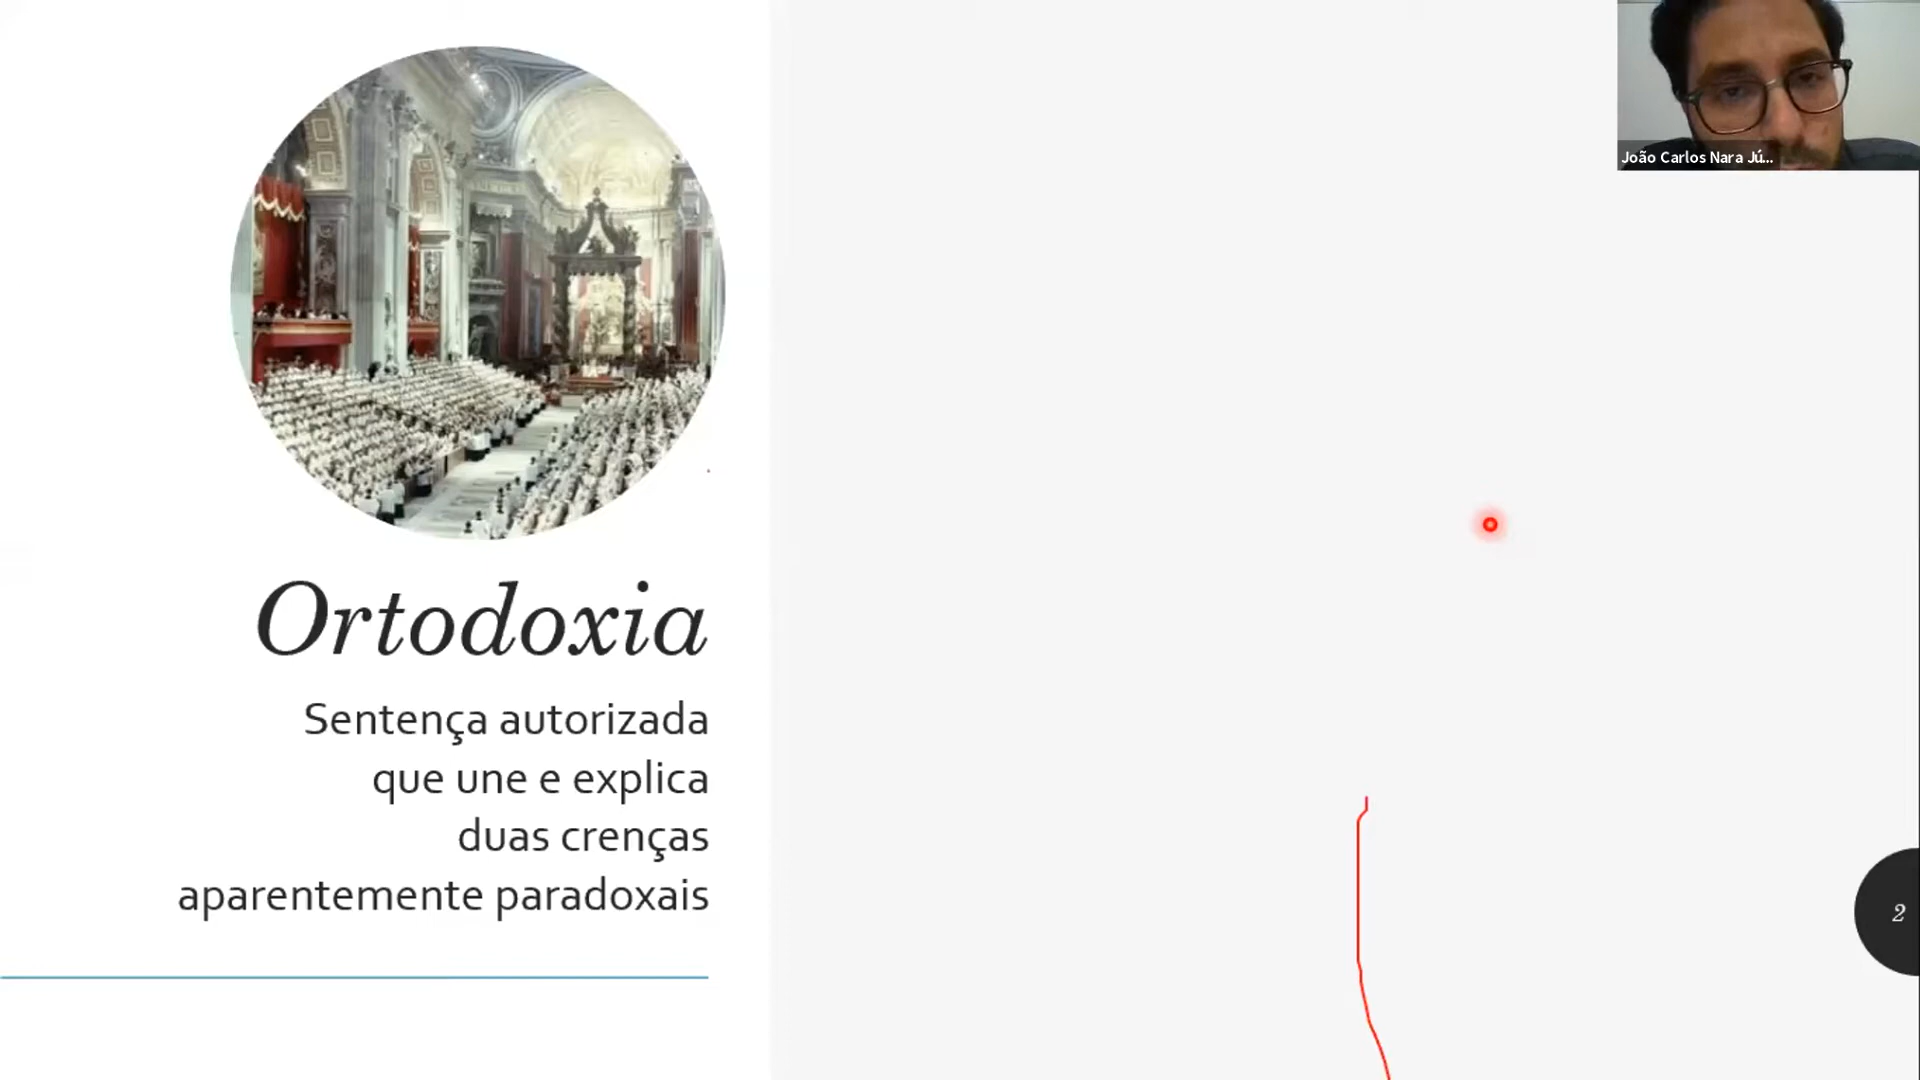 João Carlos Nara Jú...
Ortodoxia
Sentença autorizada
que une e explica
duas crenças
aparentemente paradoxais
2